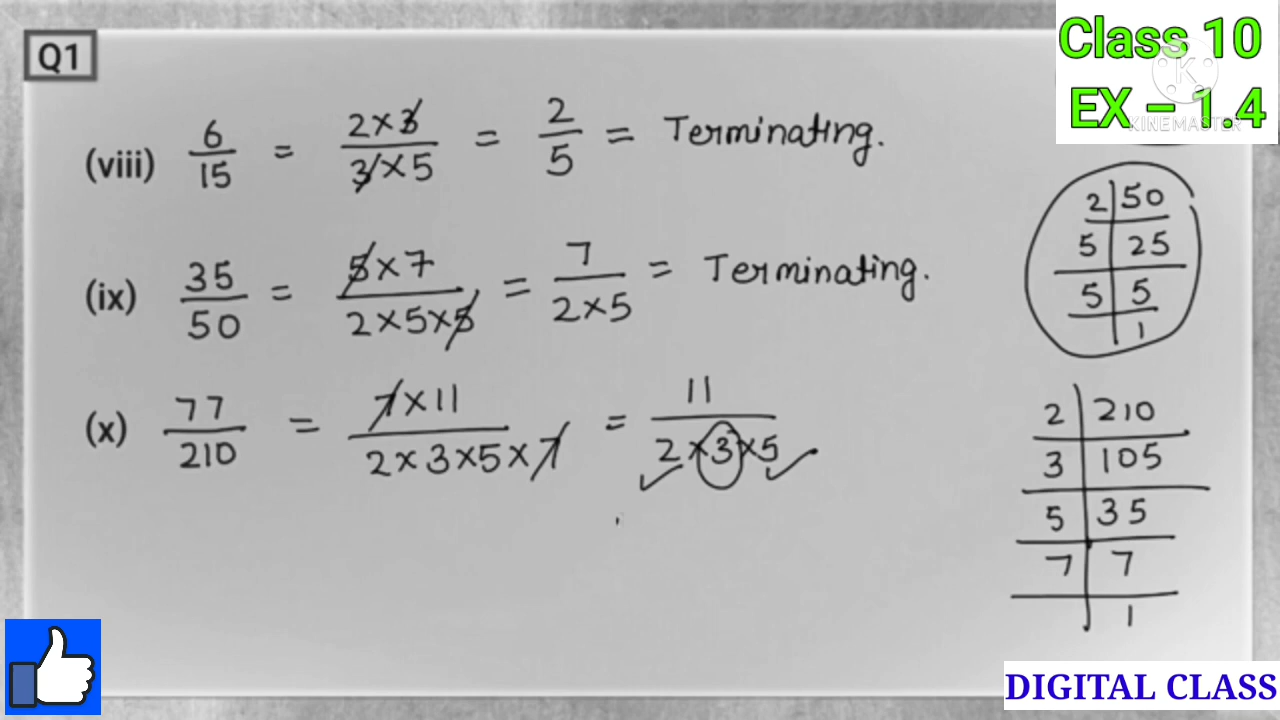 Q1
Class 10
EX – 1.4
KINEMASTER
(viii) 6/15 = 2×3/3×5 = 2/5 = Terminating.
(ix) 35/50 = 5×7/2×5×5 = 7/2×5 = Terminating.
(x) 77/210 = 7×11/2×3×5×7 = 11/2×3×5
2 50
5 25
5 5
1
2 210
3 105
5 35
7 7
1
DIGITAL CLASS